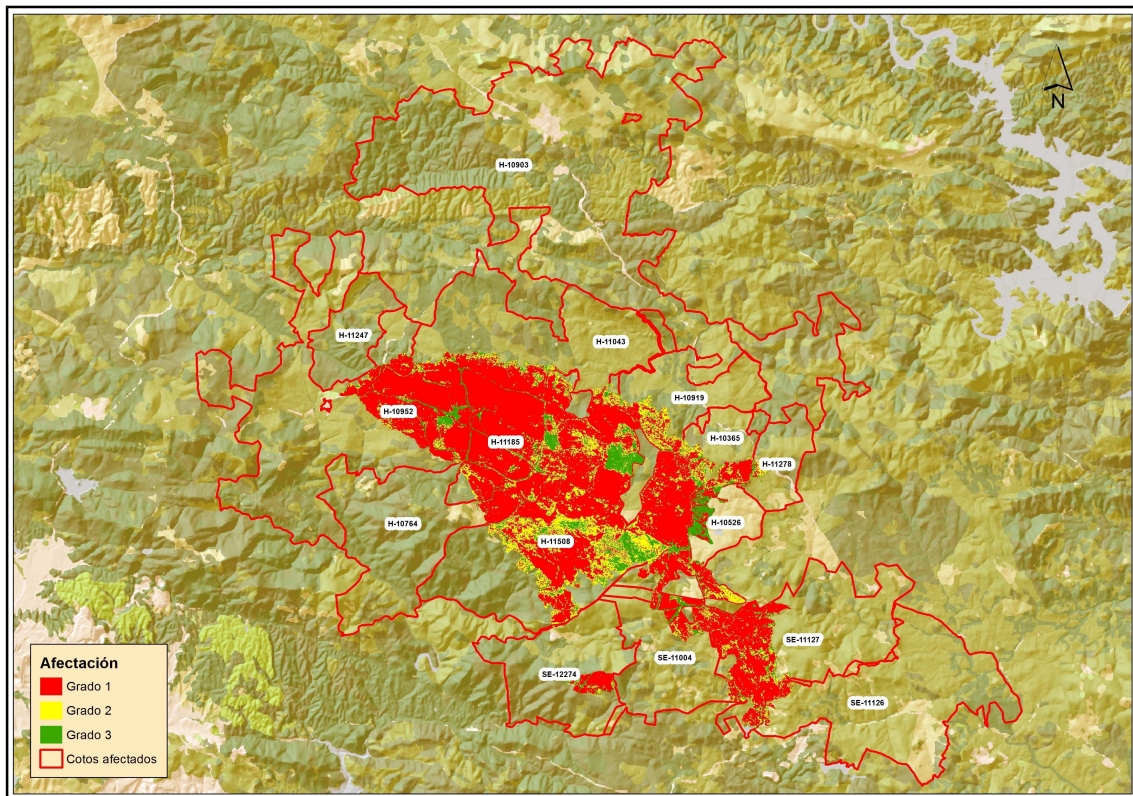 N
H-10903
H-11247
H-11043
H-10919
H-10952
H-11185
H-10365
H-11278
H-10764
H-10526
H-11508
SE-11127
SE-11004
SE-12274
SE-11126
Afectación
Grado 1
Grado 2
Grado 3
Cotos afectados